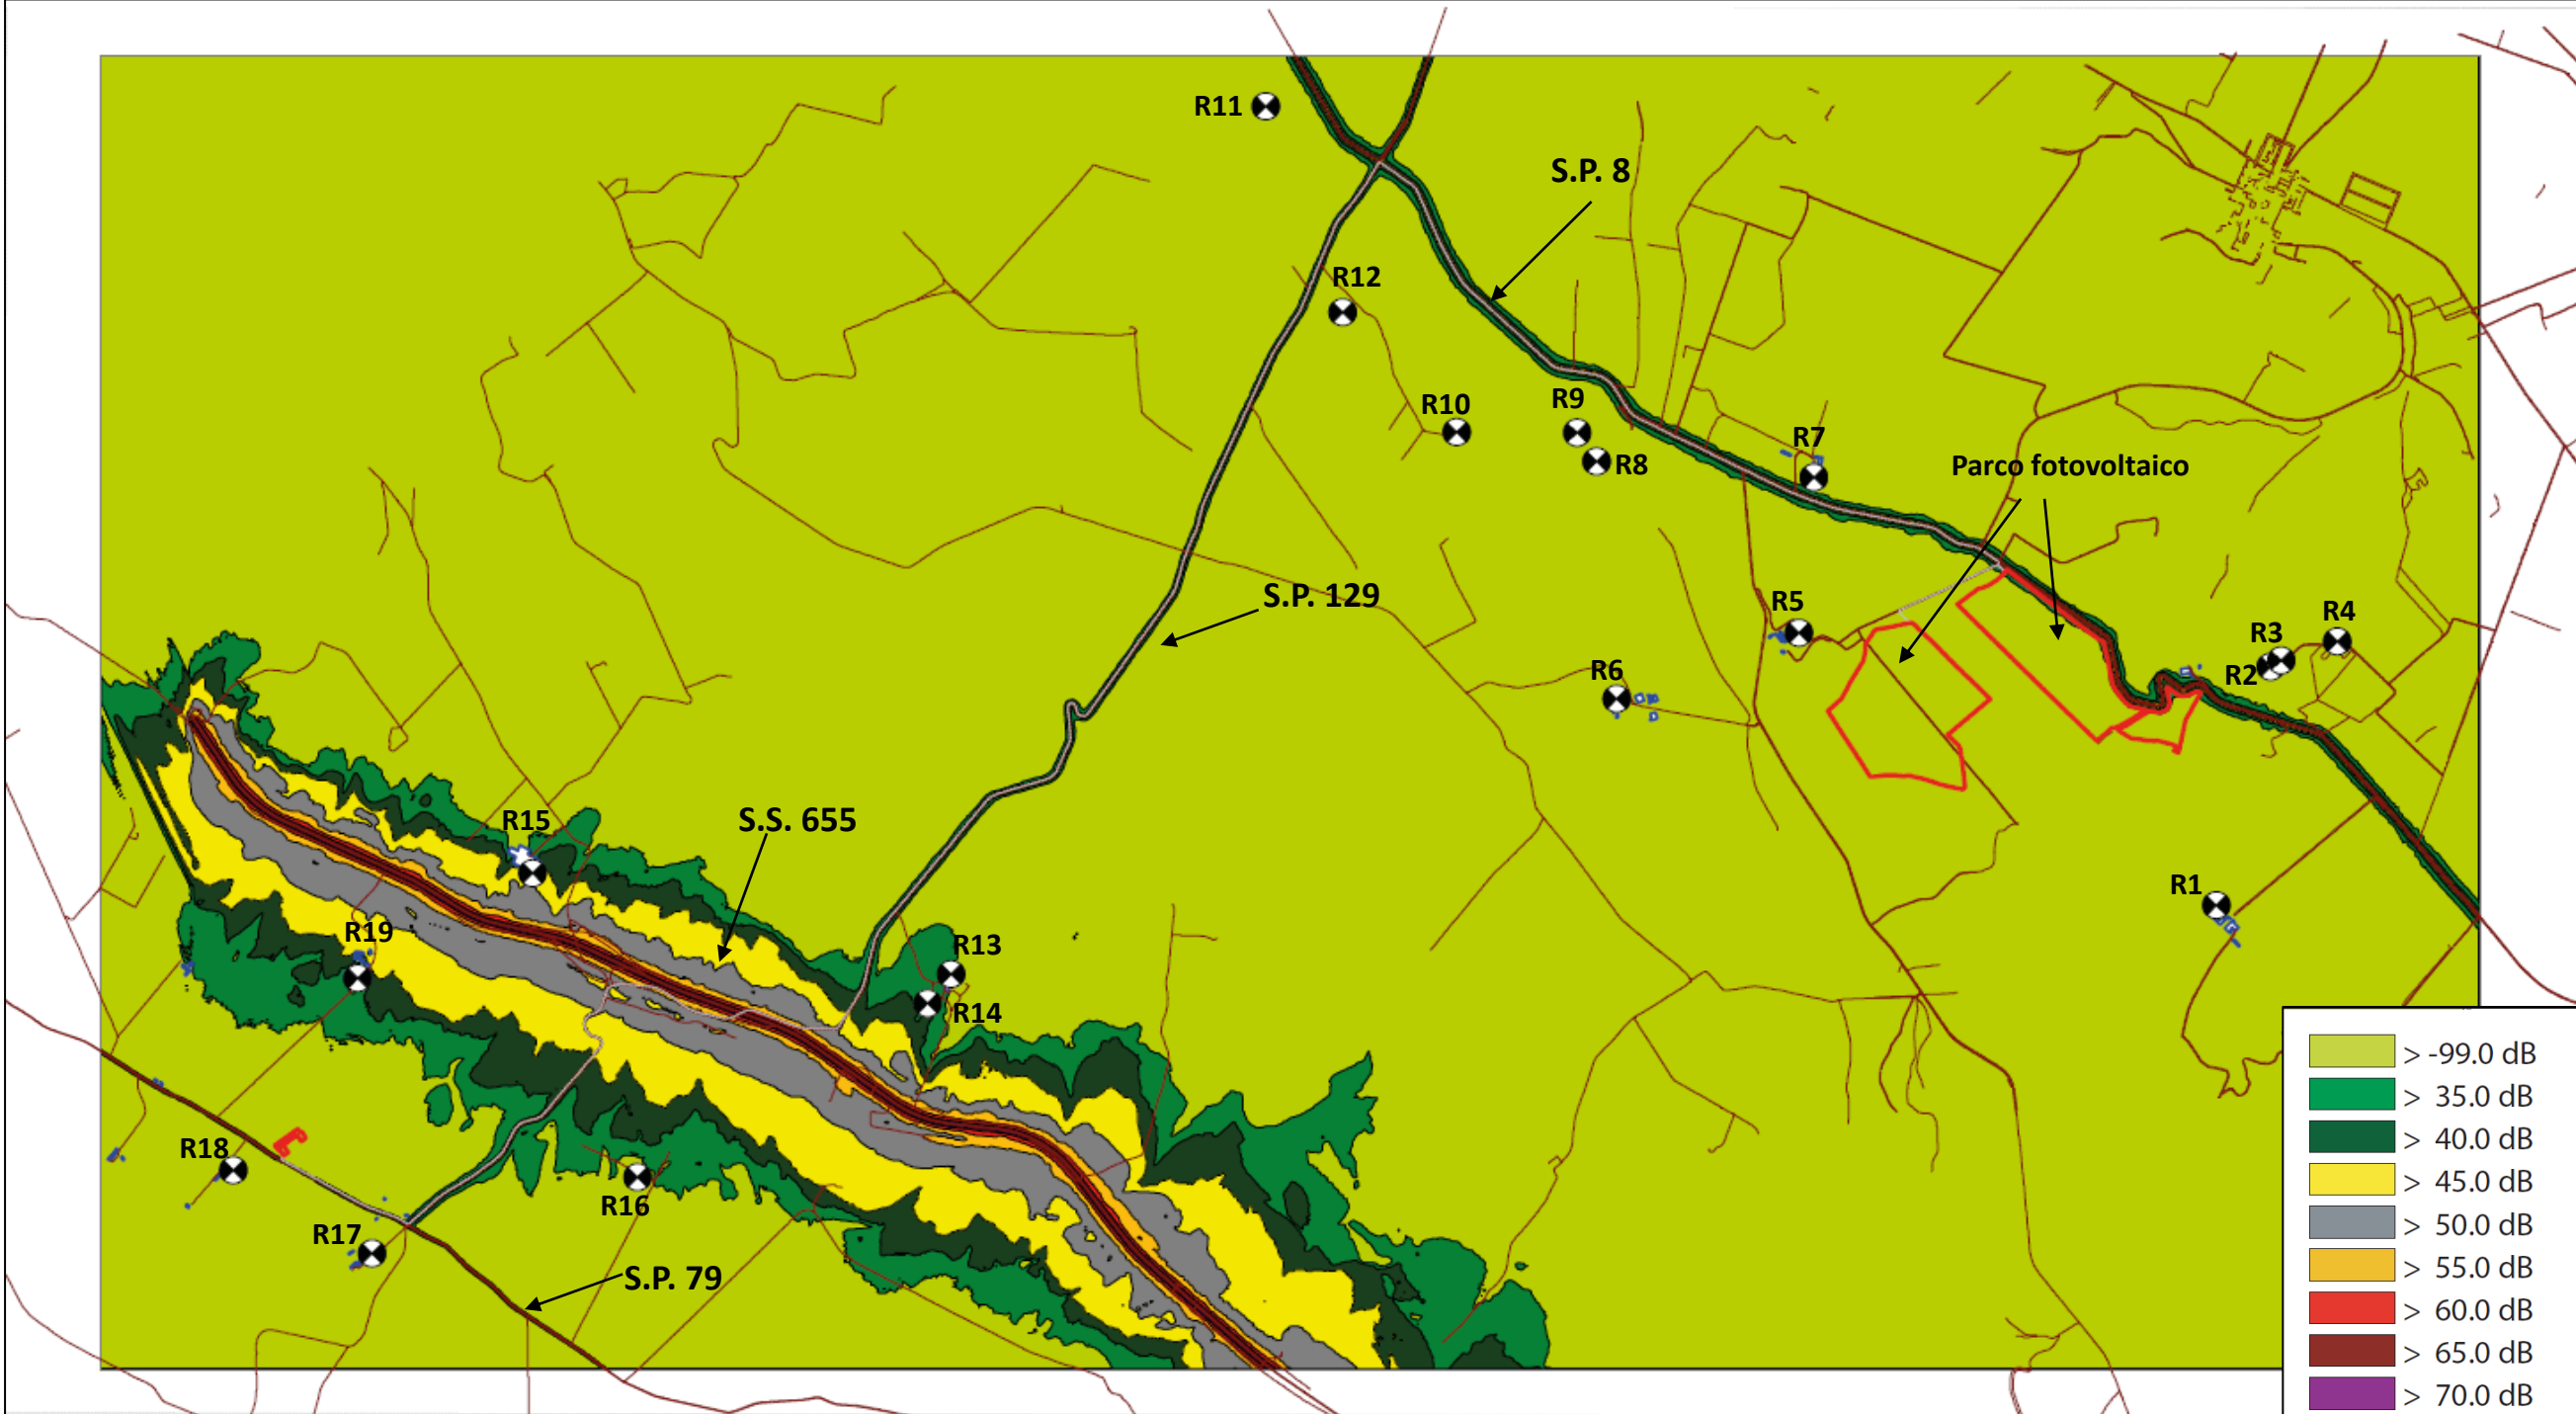 R11
S.P. 8
R12
R10
R9
R8
R7
Parco fotovoltaico
S.P. 129
R5
R6
R4
R3
R2
R1
R15
S.S. 655
R19
R13
R14
R18
R16
R17
S.P. 79
> -99.0 dB
> 35.0 dB
> 40.0 dB
> 45.0 dB
> 50.0 dB
> 55.0 dB
> 60.0 dB
> 65.0 dB
> 70.0 dB